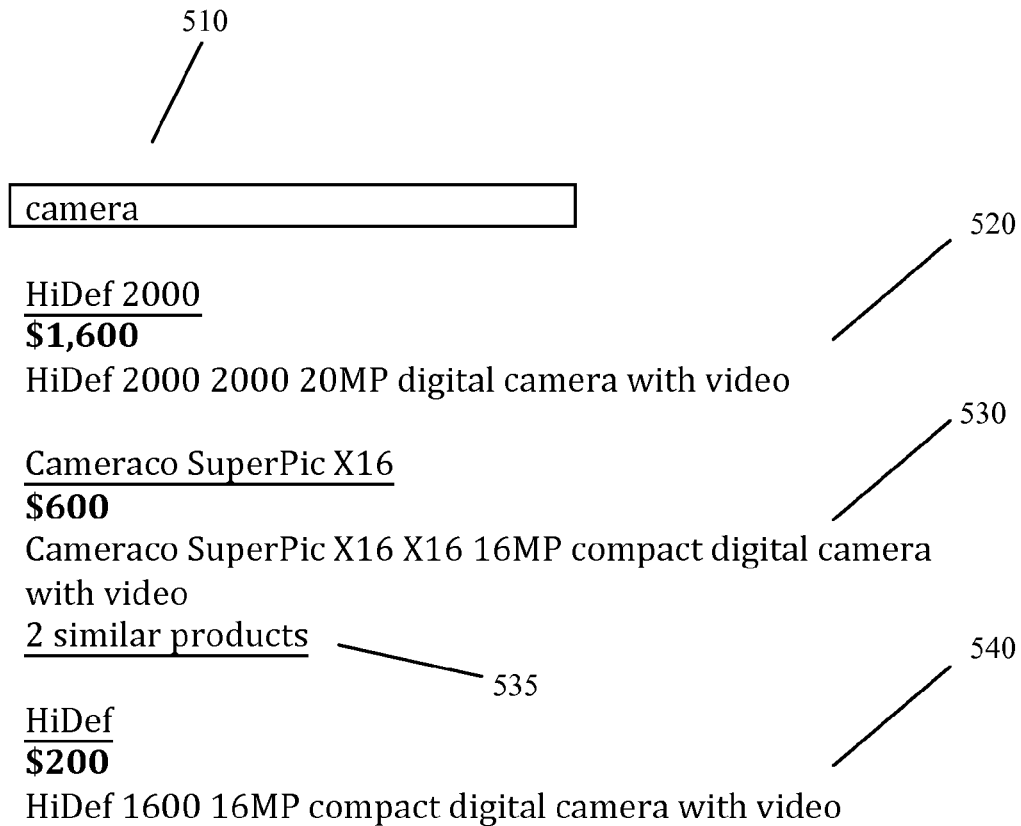 510
camera
520
HiDef 2000
$1,600
HiDef 2000 2000 20MP digital camera with video
530
Cameraco SuperPic X16
$600
Cameraco SuperPic X16 X16 16MP compact digital camera
with video
2 similar products
535
540
HiDef
$200
HiDef 1600 16MP compact digital camera with video